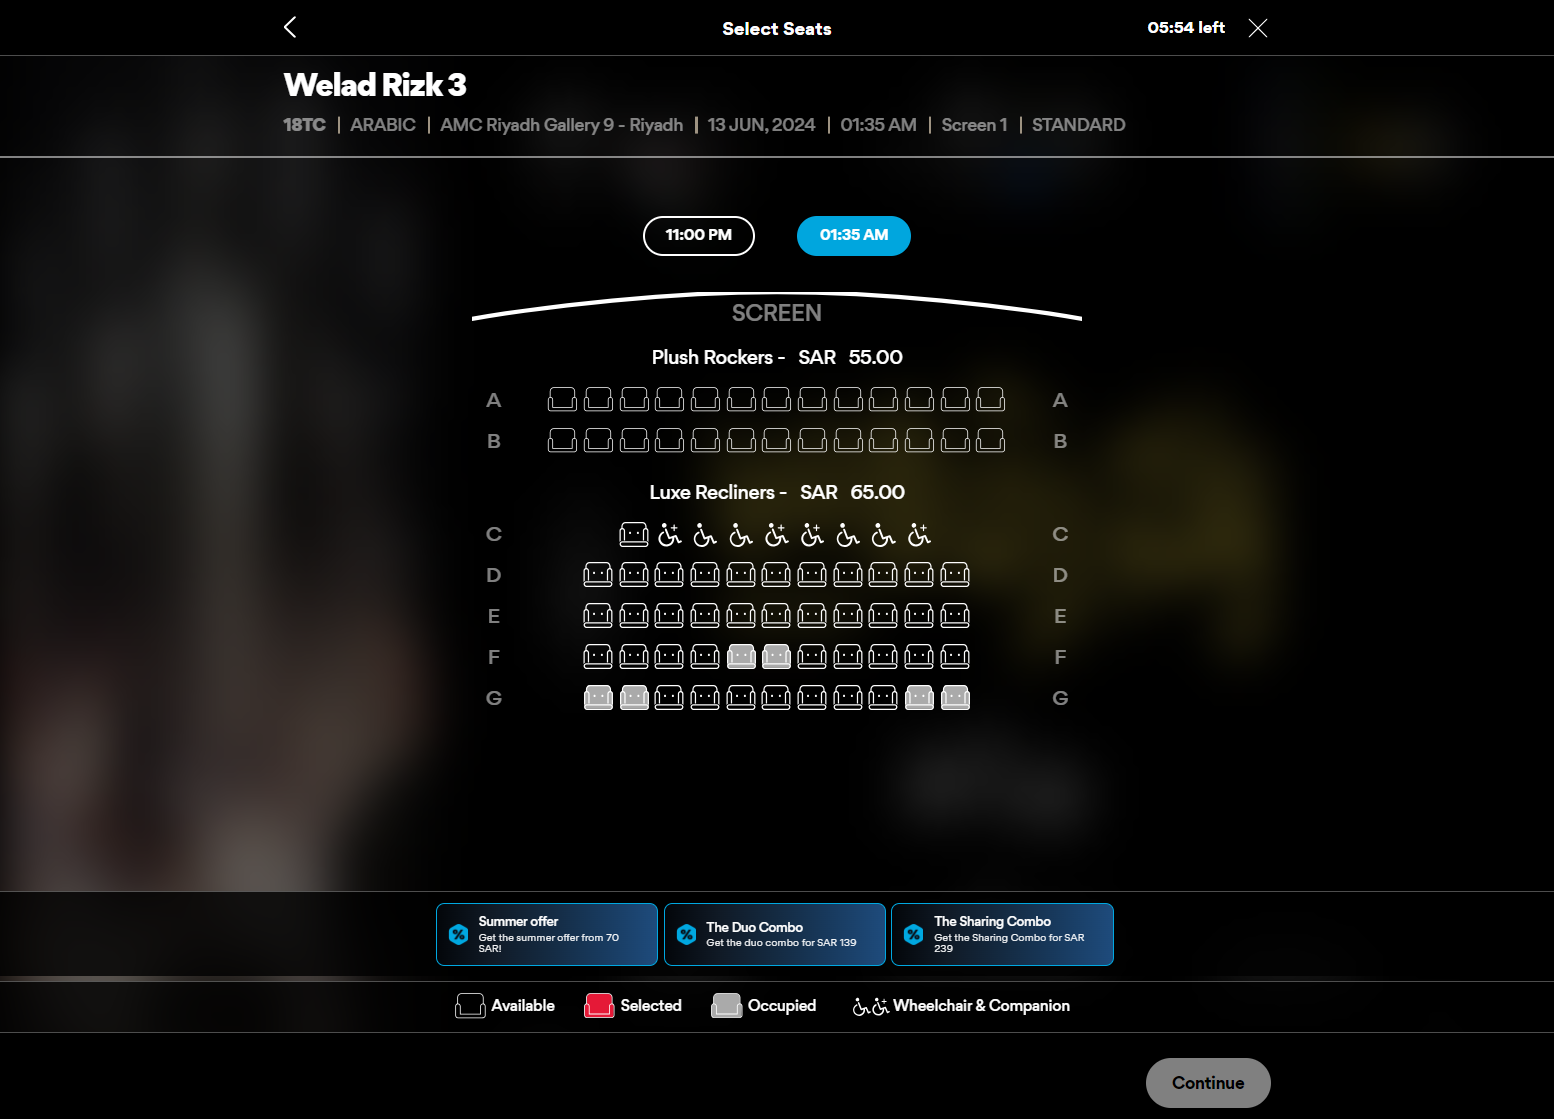 Select Seats
05:54 left
Welad Rizk 3
18TC | ARABIC | AMC Riyadh Gallery 9 - Riyadh | 13 JUN, 2024 | 01:35 AM | Screen 1 | STANDARD
11:00 PM
01:35 AM
SCREEN
Plush Rockers - SAR 55.00
A A
B B
Luxe Recliners - SAR 65.00
C C
D D
E E
F F
G G
Summer offer
Get the summer offer from 70
SAR!
The Duo Combo
Get the duo combo for SAR 139
The Sharing Combo
Get the Sharing Combo for SAR
239
Available
Selected
Occupied
Wheelchair & Companion
Continue